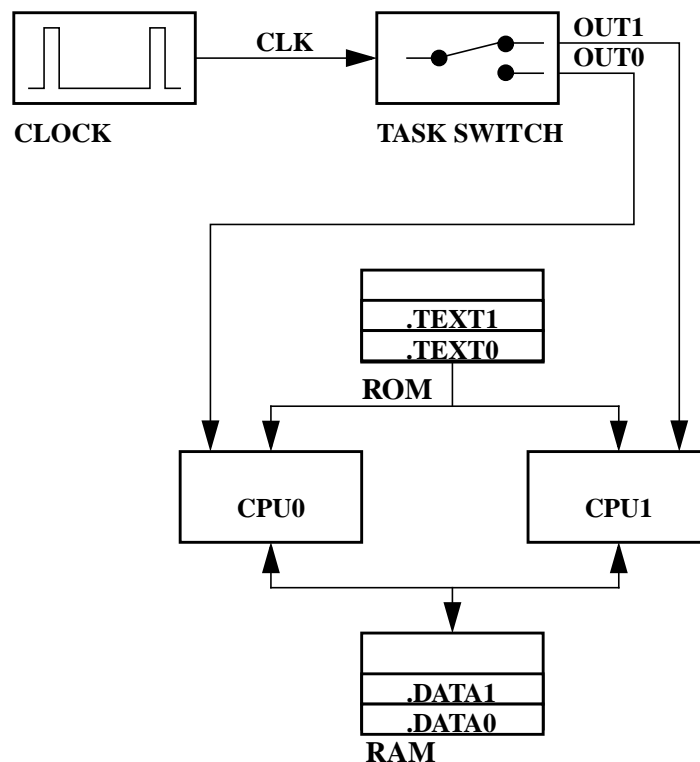 OUT1
CLK
OUT0
CLOCK
TASK SWITCH
.TEXT1
.TEXT0
ROM
CPU0
CPU1
.DATA1
.DATA0
RAM